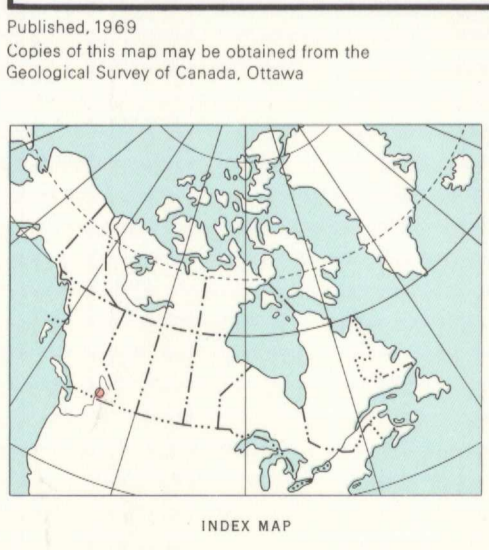 Published, 1969
Copies of this map may be obtained from the
Geological Survey of Canada, Ottawa
INDEX MAP